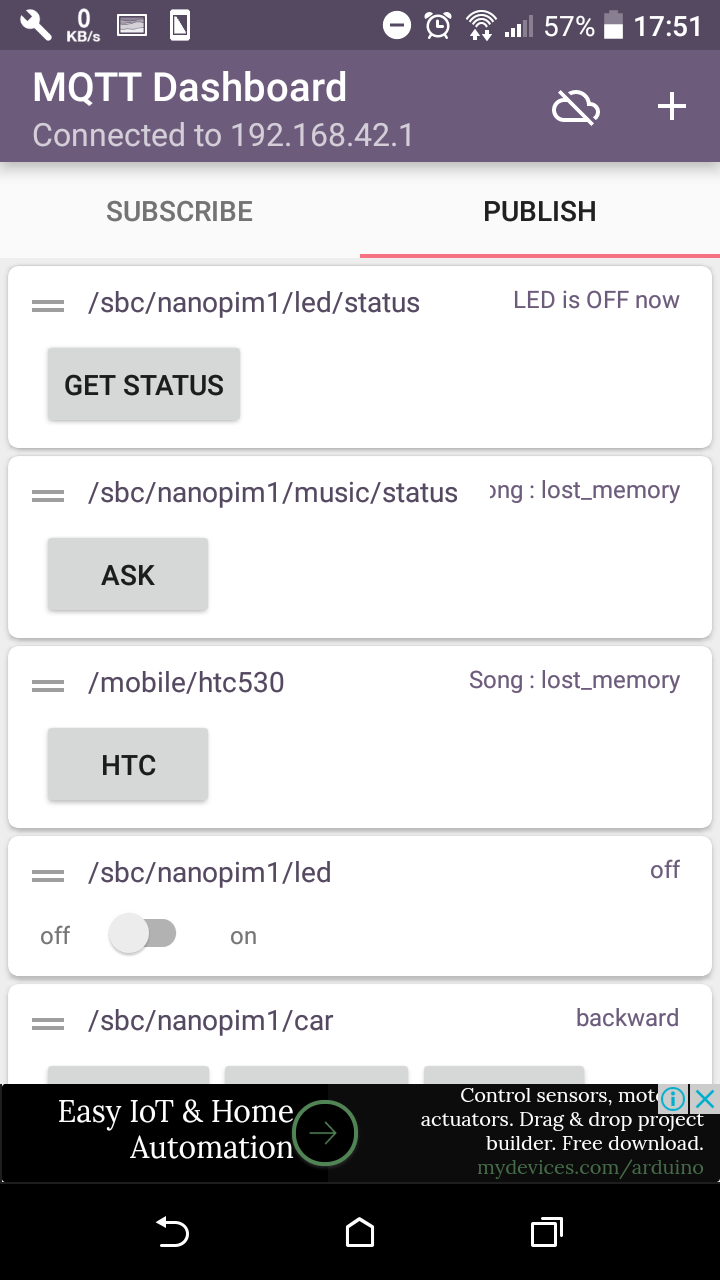 0
KB/s
57%
17:51
MQTT Dashboard
Connected to 192.168.42.1
SUBSCRIBE
PUBLISH
/sbc/nanopim1/led/status
LED is OFF now
GET STATUS
/sbc/nanopim1/music/status
ong : lost_memory
ASK
/mobile/htc530
Song : lost_memory
HTC
/sbc/nanopim1/led
off
off
on
/sbc/nanopim1/car
backward
Easy IoT & Home
Automation
Control sensors,
actuators. Drag & drop project
builder. Free download.
mydevices.com/arduino